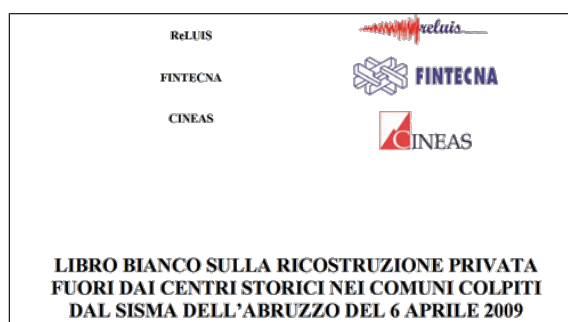 ReLUIS reluis
FINTECNA FINTECNA
CINEAS CINEAS
LIBRO BIANCO SULLA RICOSTRUZIONE PRIVATA
FUORI DAI CENTRI STORICI NEI COMUNI COLPITI
DAL SISMA DELL'ABRUZZO DEL 6 APRILE 2009